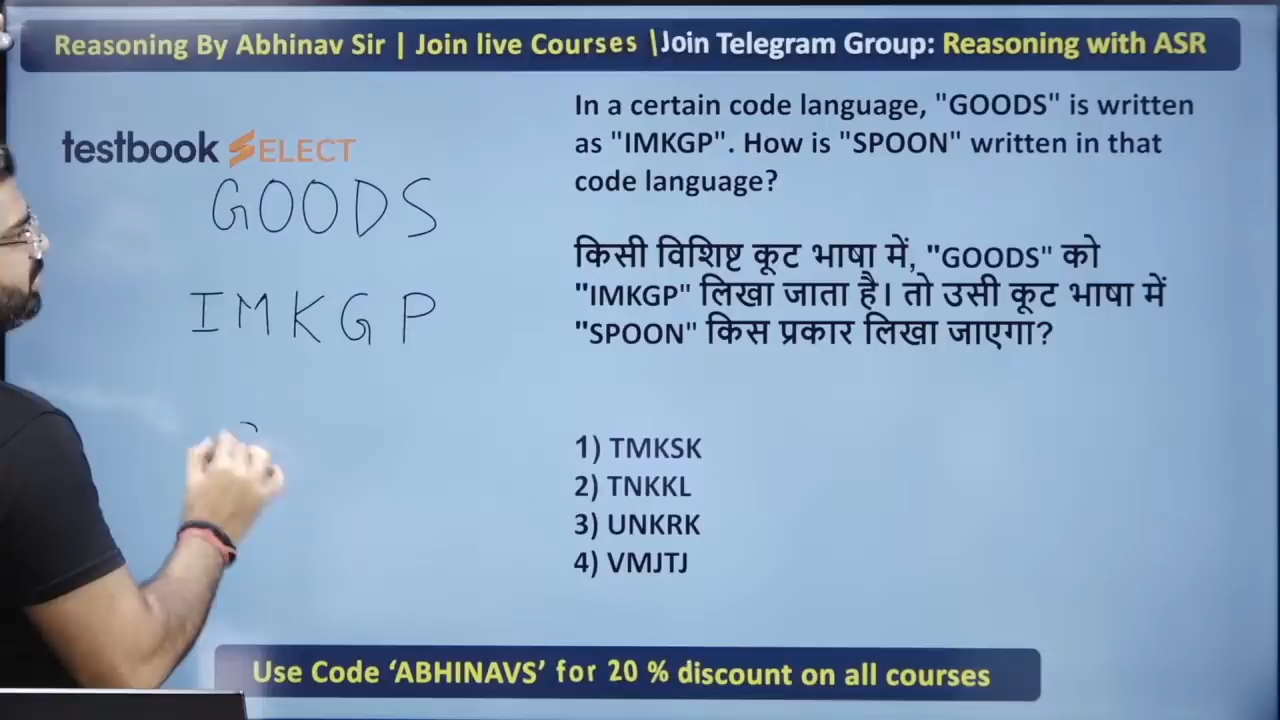 Reasoning By Abhinav Sir | Join live Courses \Join Telegram Group: Reasoning with ASR
In a certain code language, "GOODS" is written
as "IMKGP". How is "SPOON" written in that
code language?
testbook SELECT
GOODS
IMKGP
किसी विशिष्ट कूट भाषा में, "GOODS" को
"IMKGP" लिखा जाता है। तो उसी कूट भाषा में
"SPOON" किस प्रकार लिखा जाएगा?
1) TMKSK
2) TNKKL
3) UNKRK
4) VMJTJ
Use Code ‘ABHINAVS’ for 20 % discount on all courses